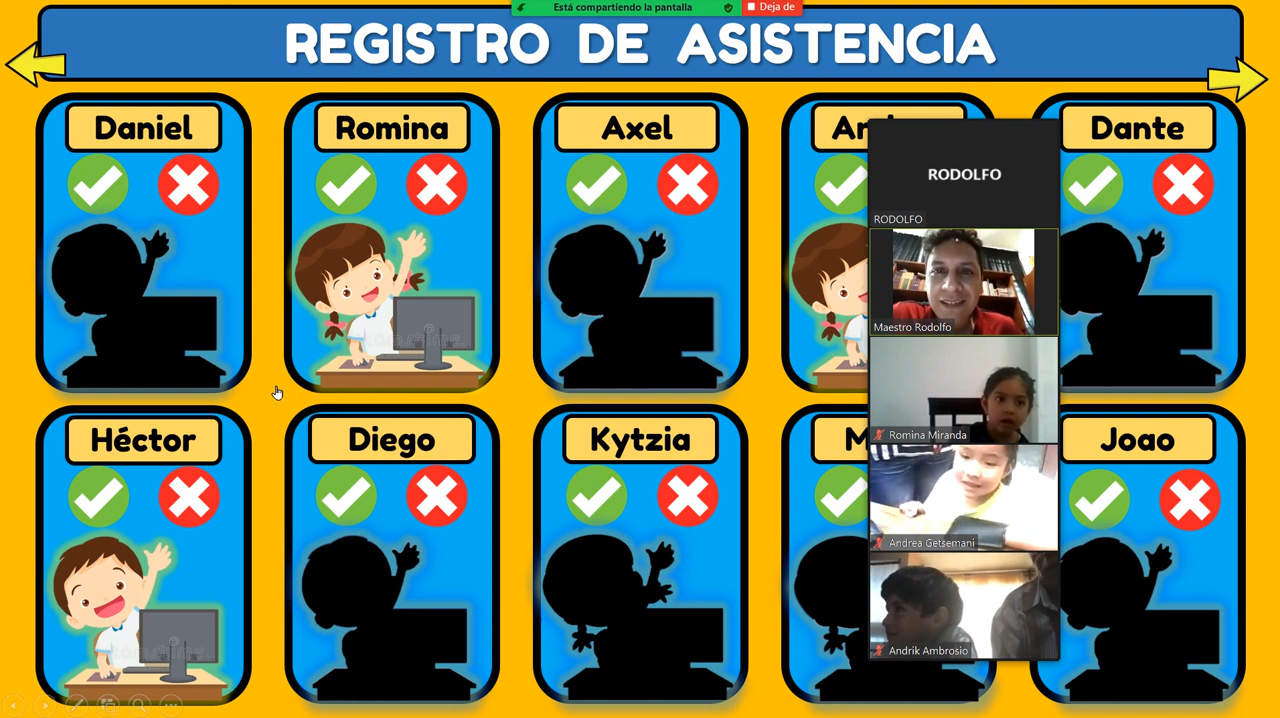 Está compartiendo la pantalla
Deja de
REGISTRO DE ASISTENCIA
Daniel
Romina
Axel
Dante
RODOLFO
RODOLFO
Maestro Rodolfo
Romina Miranda
Héctor
Diego
Kytzia
Joao
Andrea Getsemani
Andrik Ambrosio